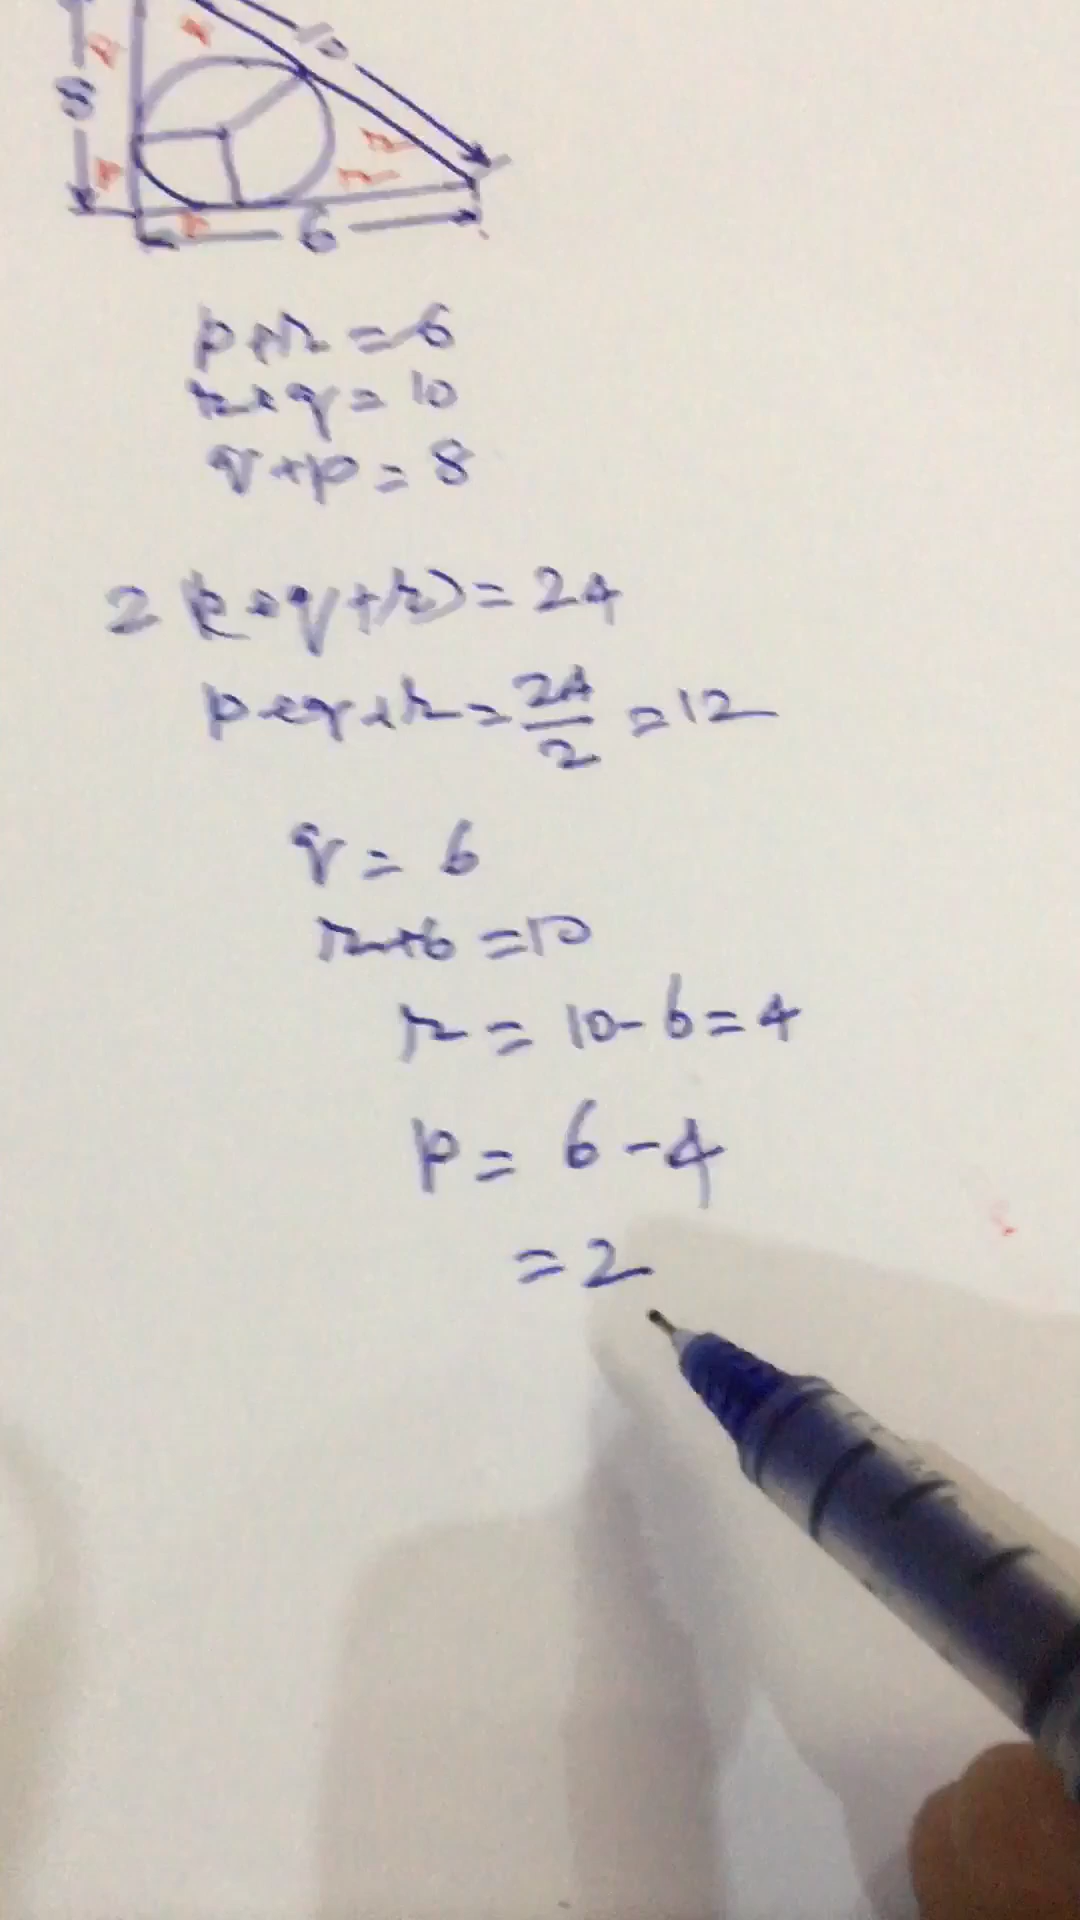 10
8
6
p+r=6
r+q=10
q+p=8
2(p+q+r)=24
p+q+r=24/2=12
q=6
r+6=10
r=10-6=4
p=6-4
=2